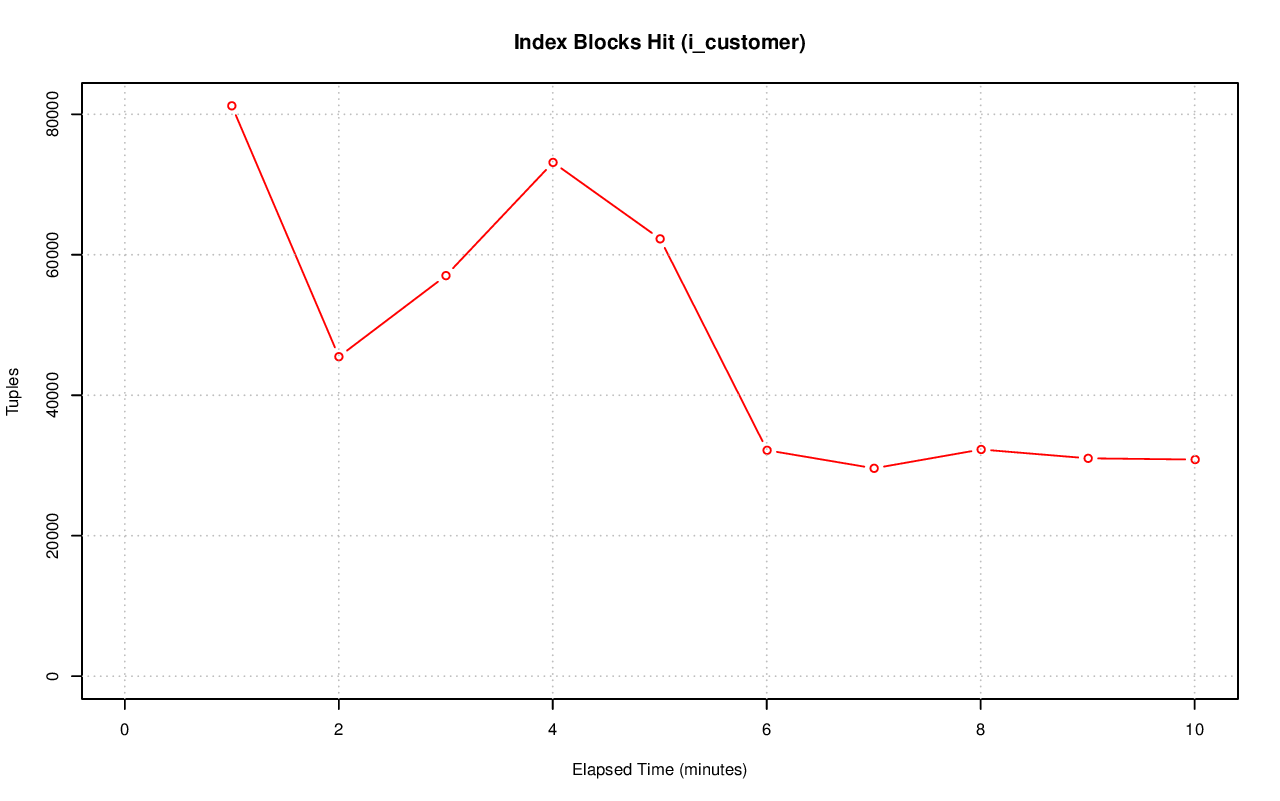 Index Blocks Hit (i_customer)
80000
60000
40000
20000
0
Tuples
0 2 4 6 8 10
Elapsed Time (minutes)